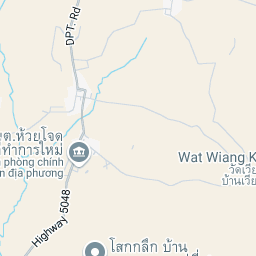 DPT. Rd
ต.ห้วยโจด
ที่ทำการใหม่
phòng chính
địa phương
Wat Wiang K
วัดเวีย
บ้านเวีย
Highway 5048
โสกกลึก บ้าน